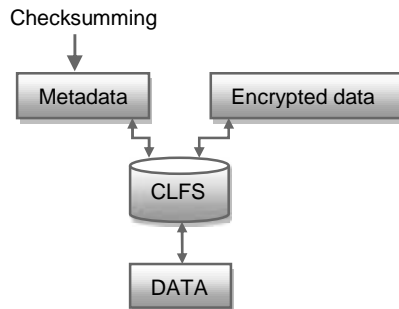 Checksumming
Metadata
Encrypted data
CLFS
DATA